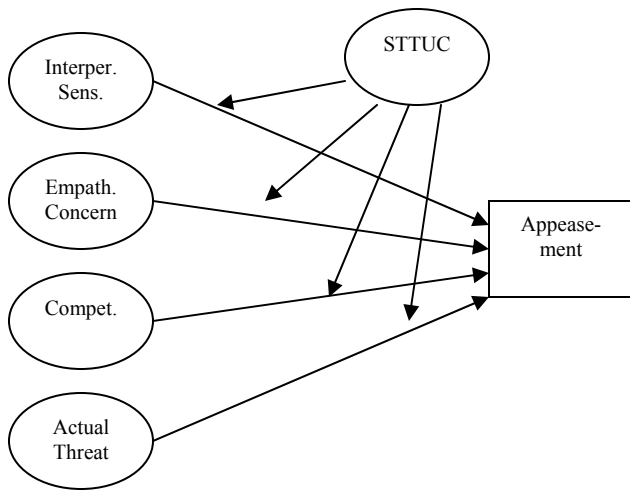 STTUC
Interper.
Sens.
Empath.
Concern
Appease-
ment
Compet.
Actual
Threat